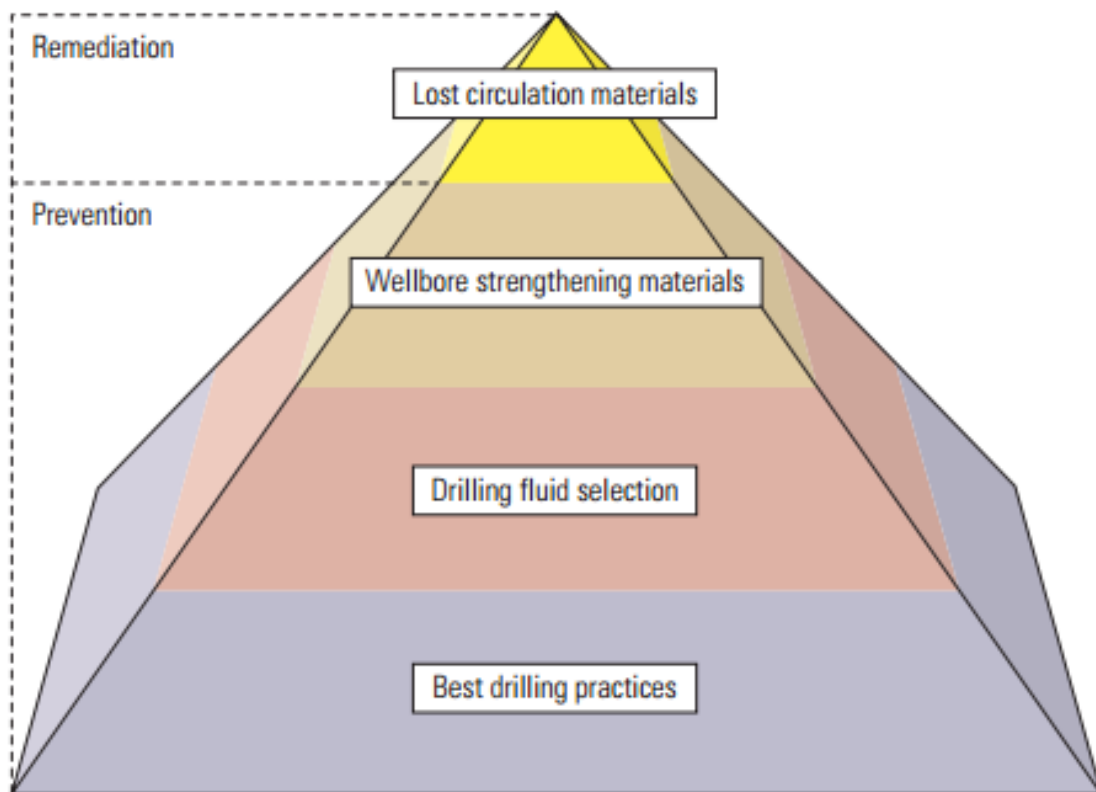 Remediation
Lost circulation materials
Prevention
Wellbore strengthening materials
Drilling fluid selection
Best drilling practices